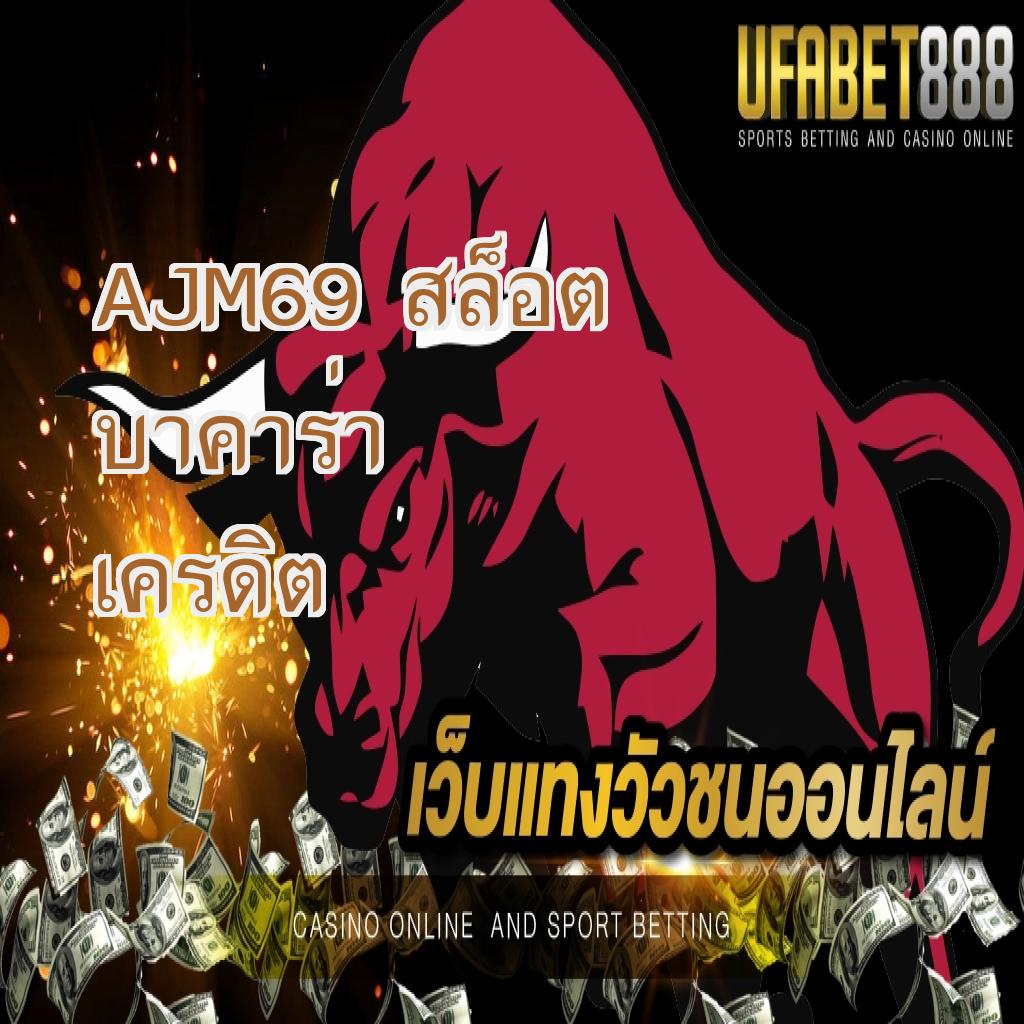 UFABET888
SPORTS BETTING AND CASINO ONLINE
AJM69 สล็อต
บาคาร่า
เครดิต
เว็บแทงวัวชนออนไลน์
CASINO ONLINE AND SPORT BETTING